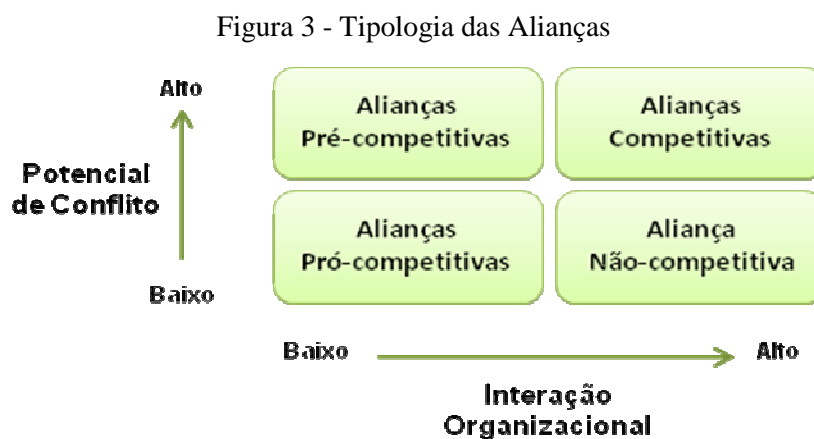 Figura 3 - Tipologia das Alianças
Alto
Alianças
Pré-competitivas
Alianças
Competitivas
Potencial
de Conflito
Alianças
Pró-competitivas
Aliança
Não-competitiva
Baixo
Baixo
Alto
Interação
Organizacional